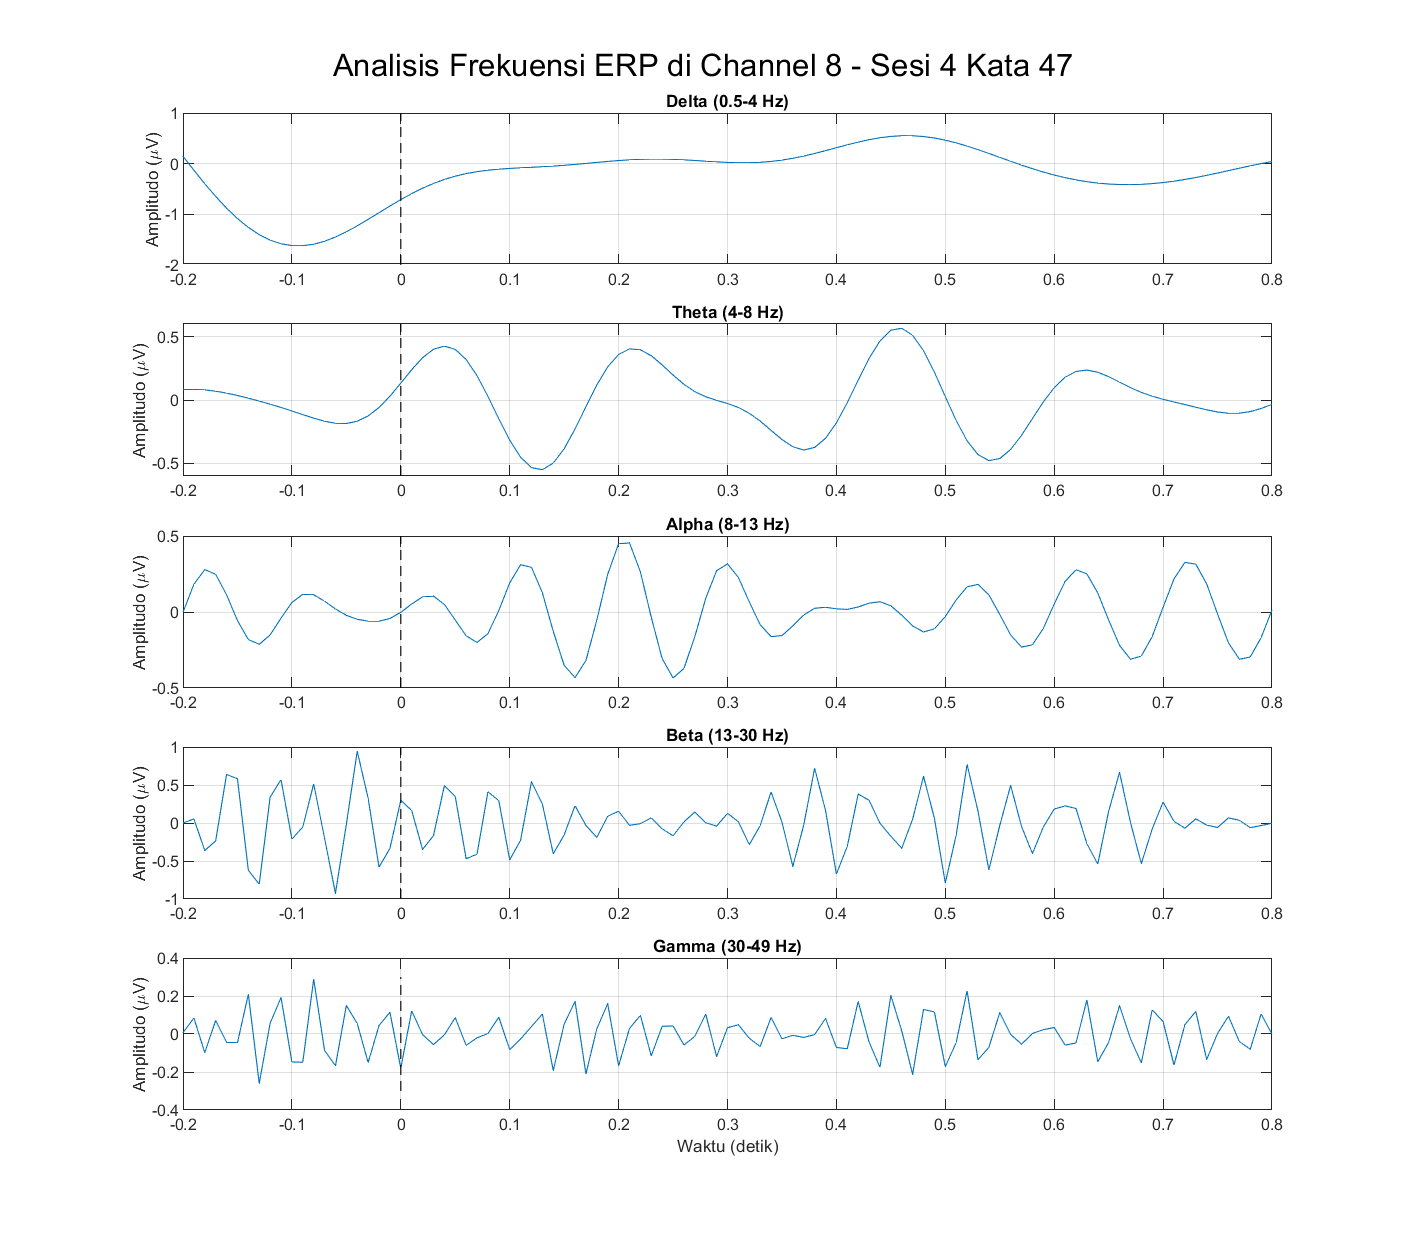 Analisis Frekuensi ERP di Channel 8 - Sesi 4 Kata 47
Delta (0.5-4 Hz)
Amplitudo (μV)
1
0
-1
-2
-0.2 -0.1 0 0.1 0.2 0.3 0.4 0.5 0.6 0.7 0.8
Theta (4-8 Hz)
Amplitudo (μV)
0.5
0
-0.5
-0.2 -0.1 0 0.1 0.2 0.3 0.4 0.5 0.6 0.7 0.8
Alpha (8-13 Hz)
Amplitudo (μV)
0.5
0
-0.5
-0.2 -0.1 0 0.1 0.2 0.3 0.4 0.5 0.6 0.7 0.8
Beta (13-30 Hz)
Amplitudo (μV)
1
0.5
0
-0.5
-1
-0.2 -0.1 0 0.1 0.2 0.3 0.4 0.5 0.6 0.7 0.8
Gamma (30-49 Hz)
Amplitudo (μV)
0.4
0.2
0
-0.2
-0.4
-0.2 -0.1 0 0.1 0.2 0.3 0.4 0.5 0.6 0.7 0.8
Waktu (detik)